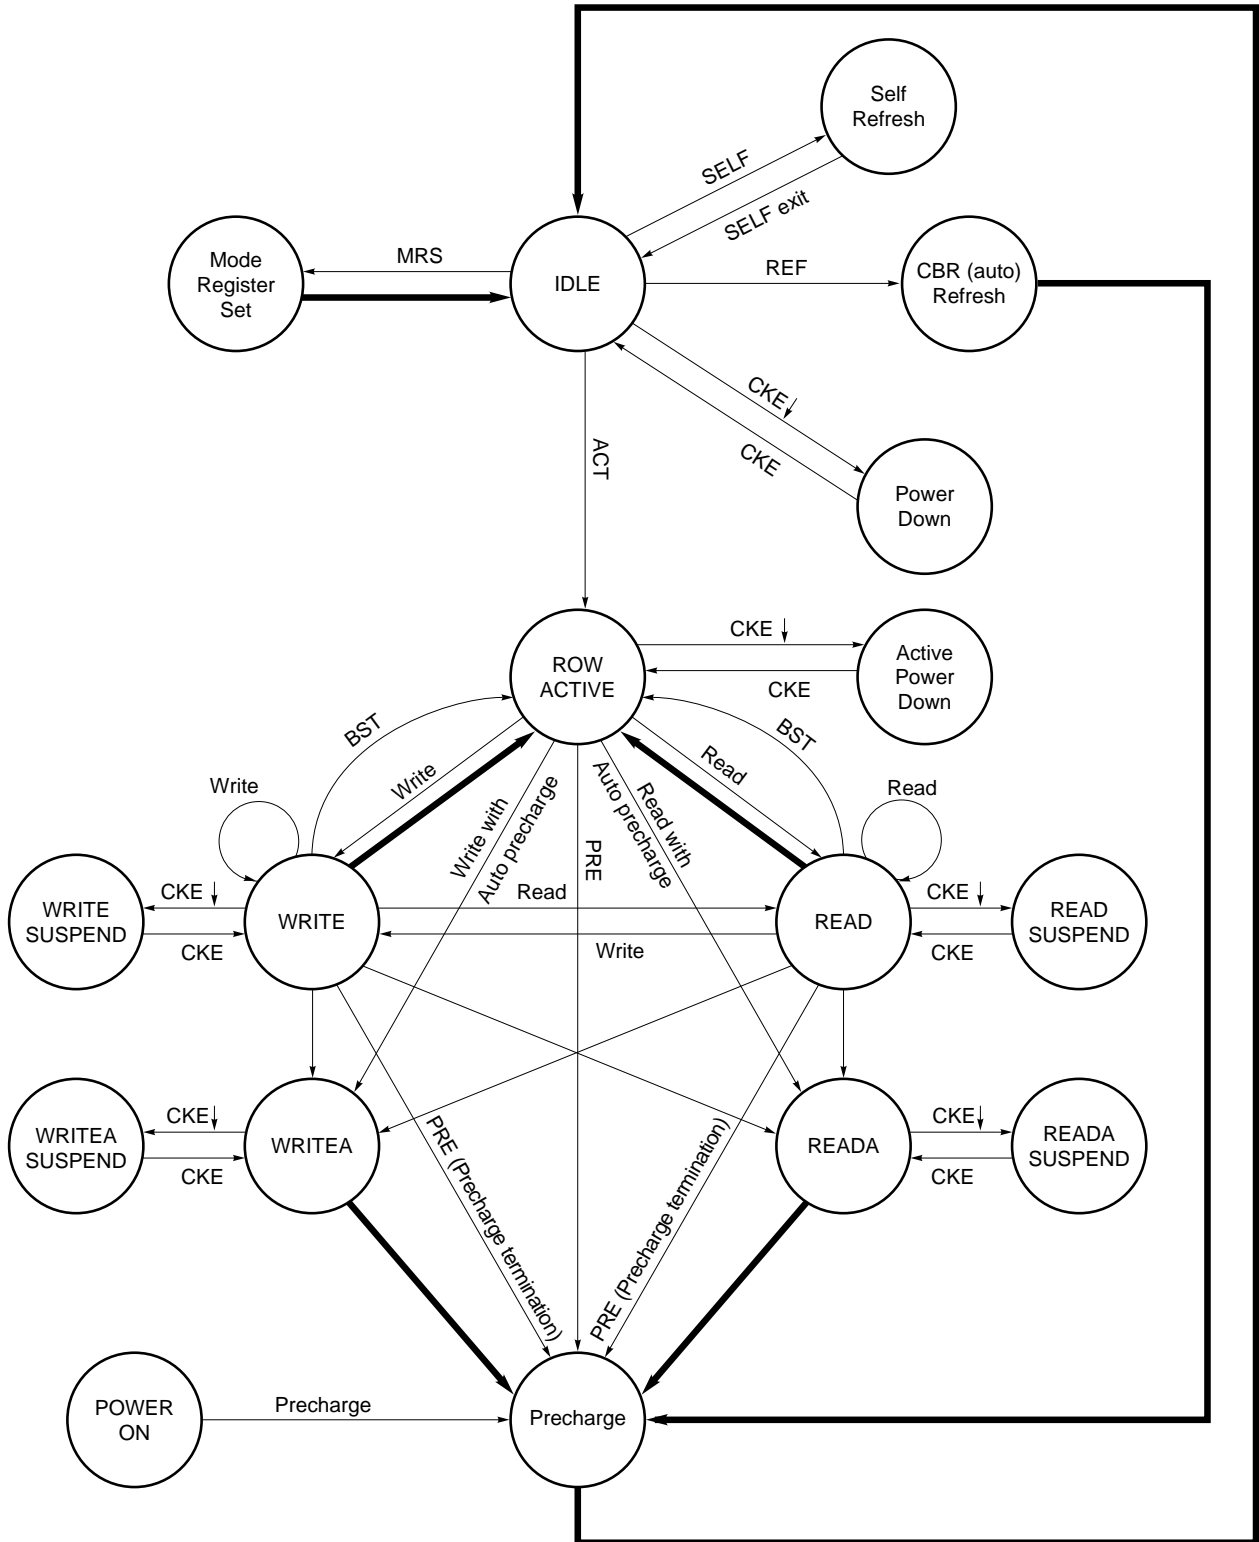 Self
Refresh
SELF
SELF exit
Mode
Register
Set
MRS
IDLE
REF
CBR (auto)
Refresh
CKE
CKE
Power
Down
ACT
ROW
ACTIVE
CKE
CKE
Active
Power
Down
BST
BST
Write
Read
Write
Read
Write with
Auto precharge
PRE
Read with
Auto precharge
WRITE
SUSPEND
CKE
CKE
WRITE
Read
Write
READ
CKE
CKE
READ
SUSPEND
WRITEA
SUSPEND
CKE
CKE
WRITEA
PRE (Precharge termination)
PRE (Precharge termination)
READA
CKE
CKE
READA
SUSPEND
POWER
ON
Precharge
Precharge